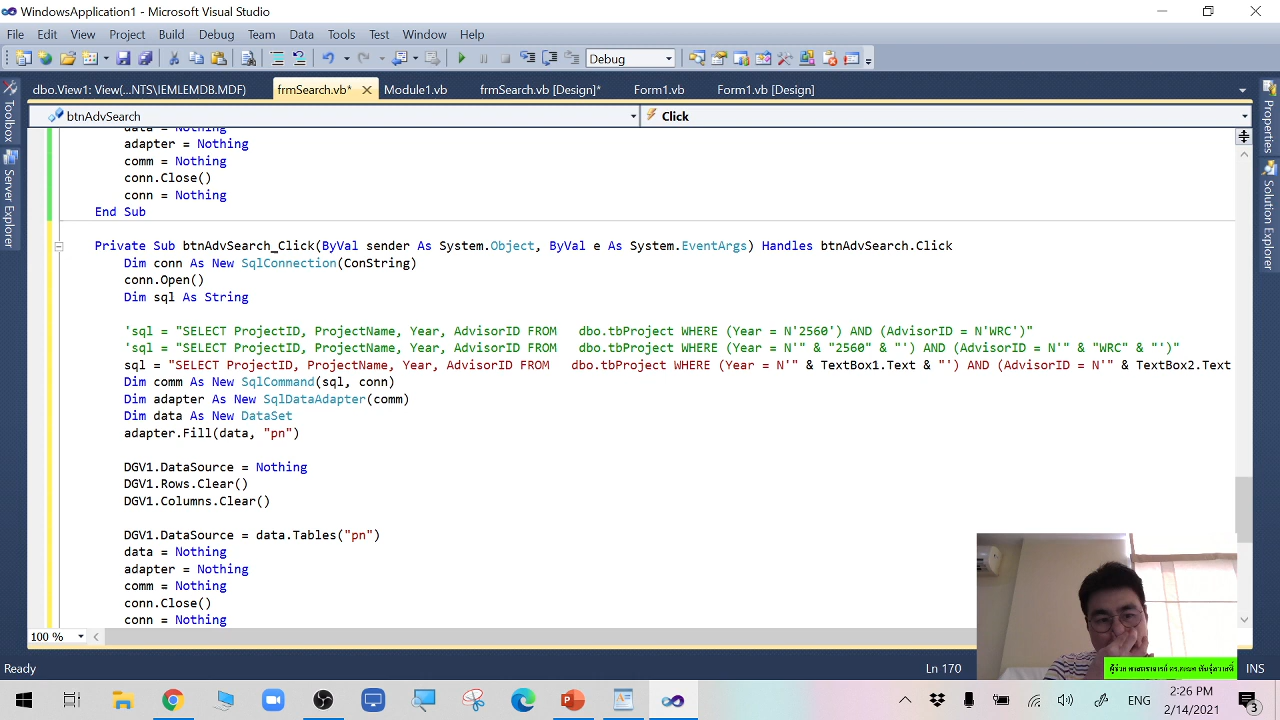 WindowsApplication1 - Microsoft Visual Studio
File Edit View Project Build Debug Team Data Tools Test Window Help
Debug
dbo.View1: View(...NTS\IEMLEMDB.MDF) frmSearch.vb* Module1.vb frmSearch.vb [Design]* Form1.vb Form1.vb [Design]
Toolbox
Server Explorer
Properties
Solution Explorer
btnAdvSearch Click
data = Nothing
adapter = Nothing
comm = Nothing
conn.Close()
conn = Nothing
End Sub
Private Sub btnAdvSearch_Click(ByVal sender As System.Object, ByVal e As System.EventArgs) Handles btnAdvSearch.Click
Dim conn As New SqlConnection(ConString)
conn.Open()
Dim sql As String
'sql = "SELECT ProjectID, ProjectName, Year, AdvisorID FROM dbo.tbProject WHERE (Year = N'2560') AND (AdvisorID = N'WRC')"
'sql = "SELECT ProjectID, ProjectName, Year, AdvisorID FROM dbo.tbProject WHERE (Year = N'" & "2560" & "') AND (AdvisorID = N'" & "WRC" & "')"
sql = "SELECT ProjectID, ProjectName, Year, AdvisorID FROM dbo.tbProject WHERE (Year = N'" & TextBox1.Text & "') AND (AdvisorID = N'" & TextBox2.Text
Dim comm As New SqlCommand(sql, conn)
Dim adapter As New SqlDataAdapter(comm)
Dim data As New DataSet
adapter.Fill(data, "pn")
DGV1.DataSource = Nothing
DGV1.Rows.Clear()
DGV1.Columns.Clear()
DGV1.DataSource = data.Tables("pn")
data = Nothing
adapter = Nothing
comm = Nothing
conn.Close()
conn = Nothing
100 %
Ready Ln 170 INS
ENG
2:26 PM
2/14/2021
3